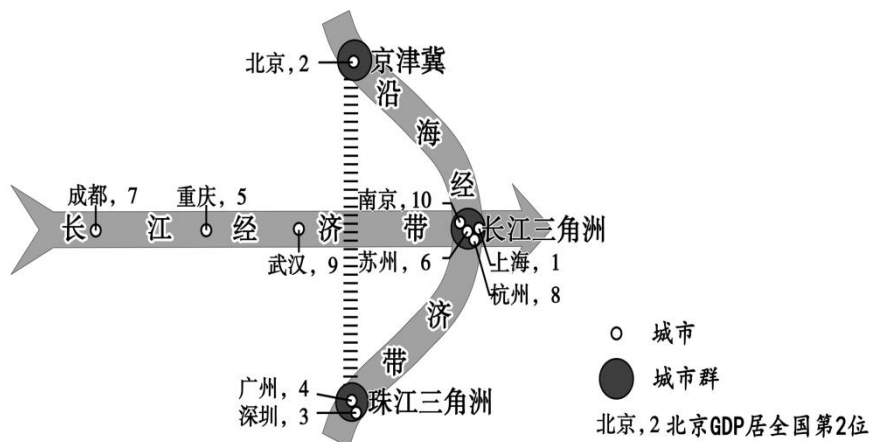 北京，2
京津冀
沿海经济带
成都，7
重庆，5
南京，10
长江经济带
长江三角洲
武汉，9
苏州，6
上海，1
杭州，8
广州，4
深圳，3
珠江三角洲
城市
城市群
北京，2 北京GDP居全国第2位